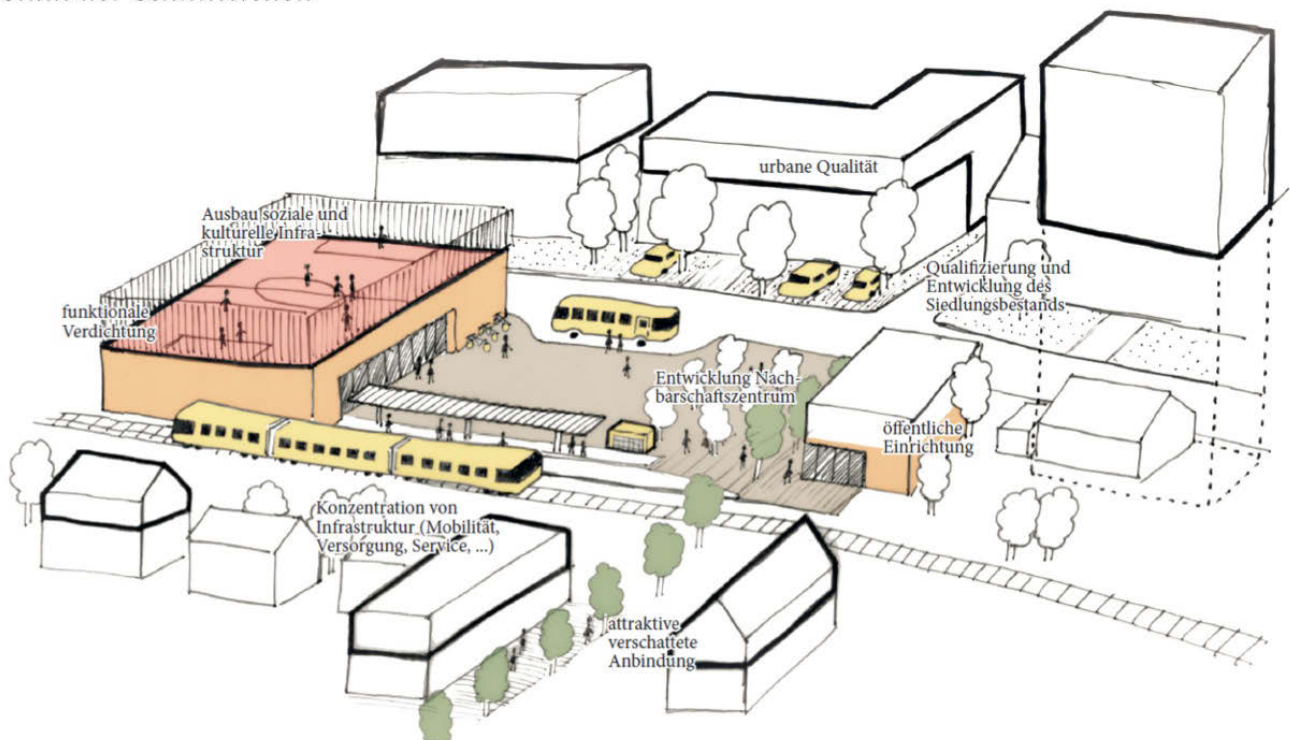 urbane Qualität
Ausbau soziale und
kulturelle Infra-
struktur
Qualifizierung und
Entwicklung des
Siedlungsbestands
funktionale
Verdichtung
Entwicklung Nach-
barschaftszentrum
öffentliche
Einrichtung
Konzentration von
Infrastruktur (Mobilität,
Versorgung, Service, ...)
attraktive
verschattete
Anbindung